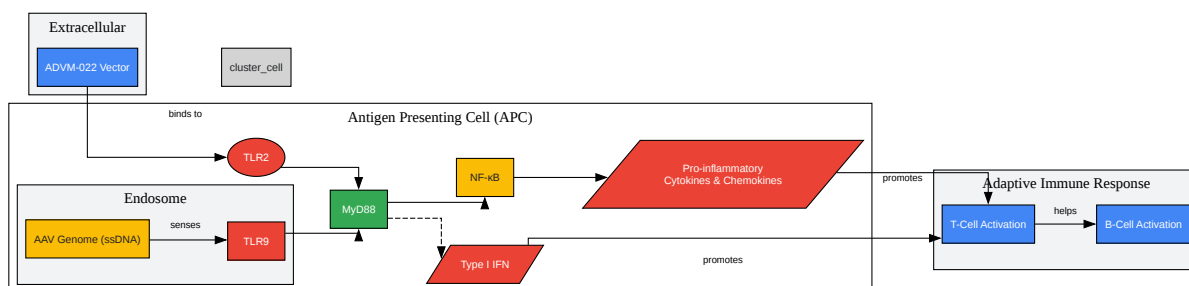 Extracellular
ADVM-022 Vector
cluster_cell
binds to
Antigen Presenting Cell (APC)
TLR2
NF-κB
Pro-inflammatory
Cytokines & Chemokines
promotes
Adaptive Immune Response
Endosome
MyD88
AAV Genome (ssDNA)
senses
TLR9
T-Cell Activation
helps
B-Cell Activation
Type I IFN
promotes